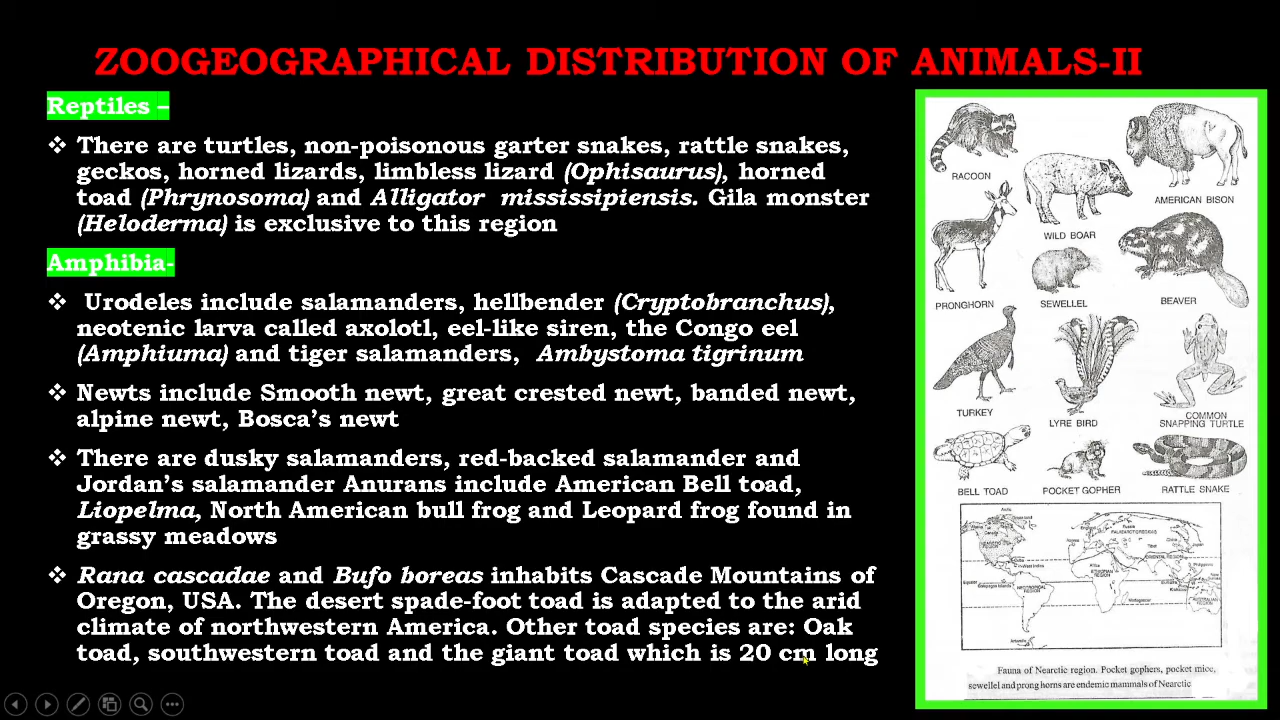 ZOOGEOGRAPHICAL DISTRIBUTION OF ANIMALS-II
Reptiles –
❖ There are turtles, non-poisonous garter snakes, rattle snakes,
geckos, horned lizards, limbless lizard (Ophisaurus), horned
toad (Phrynosoma) and Alligator mississipiensis. Gila monster
(Heloderma) is exclusive to this region
Amphibia-
❖ Urodeles include salamanders, hellbender (Cryptobranchus),
neotenic larva called axolotl, eel-like siren, the Congo eel
(Amphiuma) and tiger salamanders, Ambystoma tigrinum
❖ Newts include Smooth newt, great crested newt, banded newt,
alpine newt, Bosca's newt
❖ There are dusky salamanders, red-backed salamander and
Jordan's salamander Anurans include American Bell toad,
Liopelma, North American bull frog and Leopard frog found in
grassy meadows
❖ Rana cuscadae and Bufo boreas inhabits Cascade Mountains of
Oregon, USA. The desert spade-foot toad is adapted to the arid
climate of northwestern America. Other toad species are: Oak
toad, southwestern toad and the giant toad which is 20 cm long
RACOON
AMERICAN BISON
WILD BOAR
PRONGHORN
SEWELLEL
BEAVER
TURKEY
LYRE BIRD
COMMON
SNAPPING TURTLE
BELL TOAD
POCKET GOPHER
RATTLE SNAKE
Fauna of Nearctic region. Pocket gophers, pocket mice,
sewellel and prong horns are endemic mammals of Nearctic